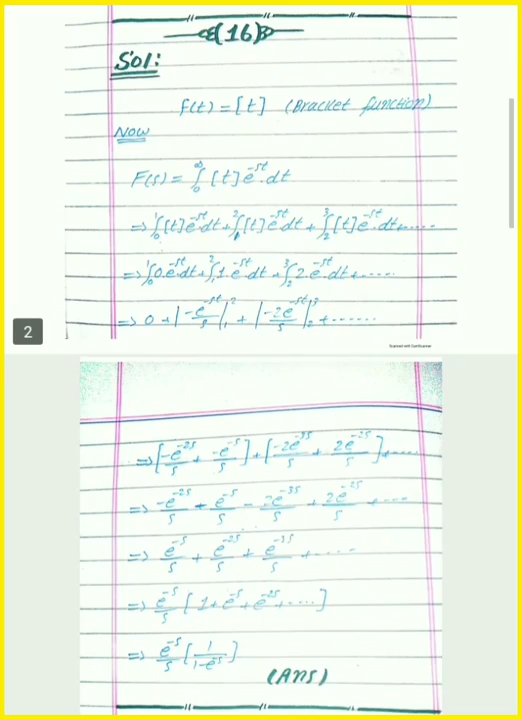 (16)
Sol:
F(t) = [t] (Bracket function)
Now
F(s) = ∫₀^∞ [t] e^-st . dt
⇒ ∫₀¹ [t] e^-st dt + ∫₁² [t] e^-st dt + ∫₂³ [t] e^-st . dt + ......
⇒ ∫₀¹ 0. e^-st dt + ∫₁² 1. e^-st dt + ∫₂³ 2. e^-st . dt + ......
⇒ 0 + |-e^-st/s|₁² + |-2e^-st/s|₂³ + ......
2
Scanned with CamScanner
⇒ [-e^-2s/s + -e^-s/s] + [-2e^-3s/s + 2e^-2s/s] + ......
⇒ -e^-2s/s + e^-s/s - 2e^-3s/s + 2e^-2s/s + ....
⇒ e^-s/s + e^-2s/s + e^-3s/s + .....
⇒ e^-s/s [1 + e^-s + e^-2s + ....]
⇒ e^-s/s [1/1-e^-s]
(Ans)